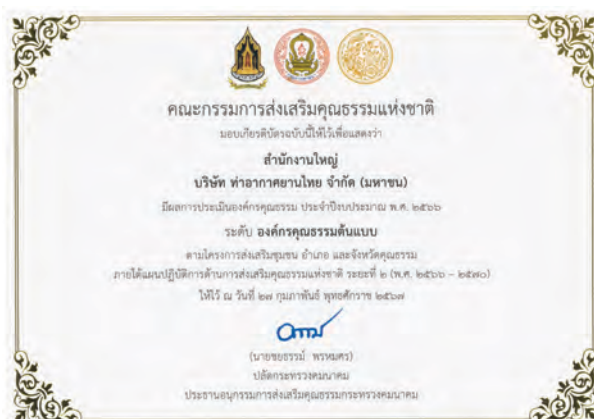 คณะกรรมการส่งเสริมคุณธรรมแห่งชาติ
มอบเกียรติบัตรฉบับนี้ให้ไว้เพื่อแสดงว่า
สำนักงานใหญ่
บริษัท ท่าอากาศยานไทย จำกัด (มหาชน)
มีผลการประเมินองค์กรคุณธรรม ประจำปีงบประมาณ พ.ศ. ๒๕๖๖
ระดับ องค์กรคุณธรรมต้นแบบ
ตามโครงการส่งเสริมชุมชน อำเภอ และจังหวัดคุณธรรม
ภายใต้แผนปฏิบัติการด้านการส่งเสริมคุณธรรมแห่งชาติ ระยะที่ ๒ (พ.ศ. ๒๕๖๖ – ๒๕๗๐)
ให้ไว้ ณ วันที่ ๒๗ กุมภาพันธ์ พุทธศักราช ๒๕๖๗
(นายชยธรรม์ พรหมศร)
ปลัดกระทรวงคมนาคม
ประธานอนุกรรมการส่งเสริมคุณธรรมกระทรวงคมนาคม